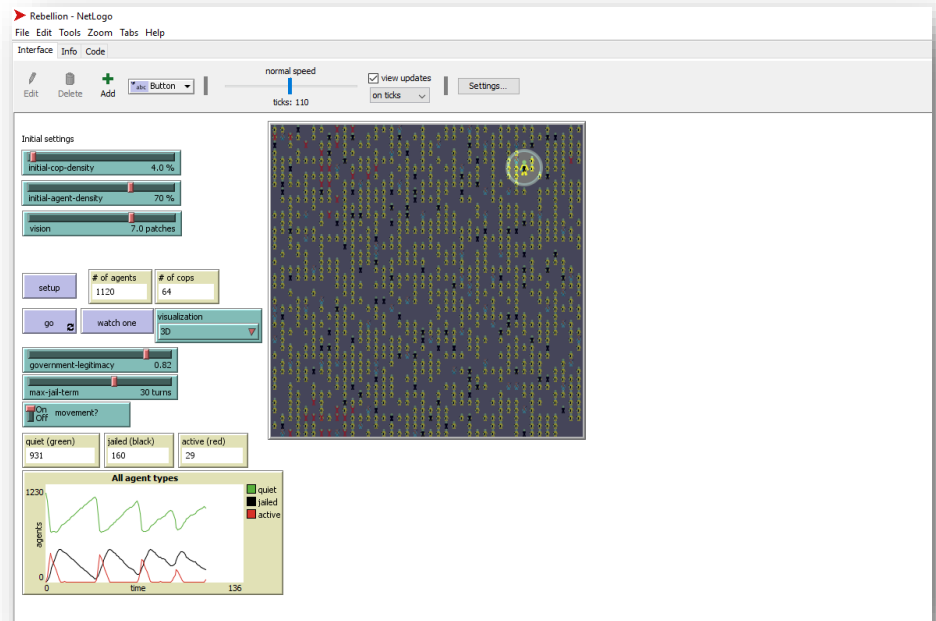 Rebellion - NetLogo
File Edit Tools Zoom Tabs Help
Interface Info Code
Edit Delete Add abc Button normal speed ticks: 110 view updates on ticks Settings...
Initial settings
initial-cop-density 4.0 %
initial-agent-density 70 %
vision 7.0 patches
setup # of agents 1120 # of cops 64
go watch one visualization 3D
government-legitimacy 0.82
max-jail-term 30 turns
On Off movement?
quiet (green) jailed (black) active (red)
931 160 29
All agent types
1230
agents
0
0 time 136
quiet
jailed
active